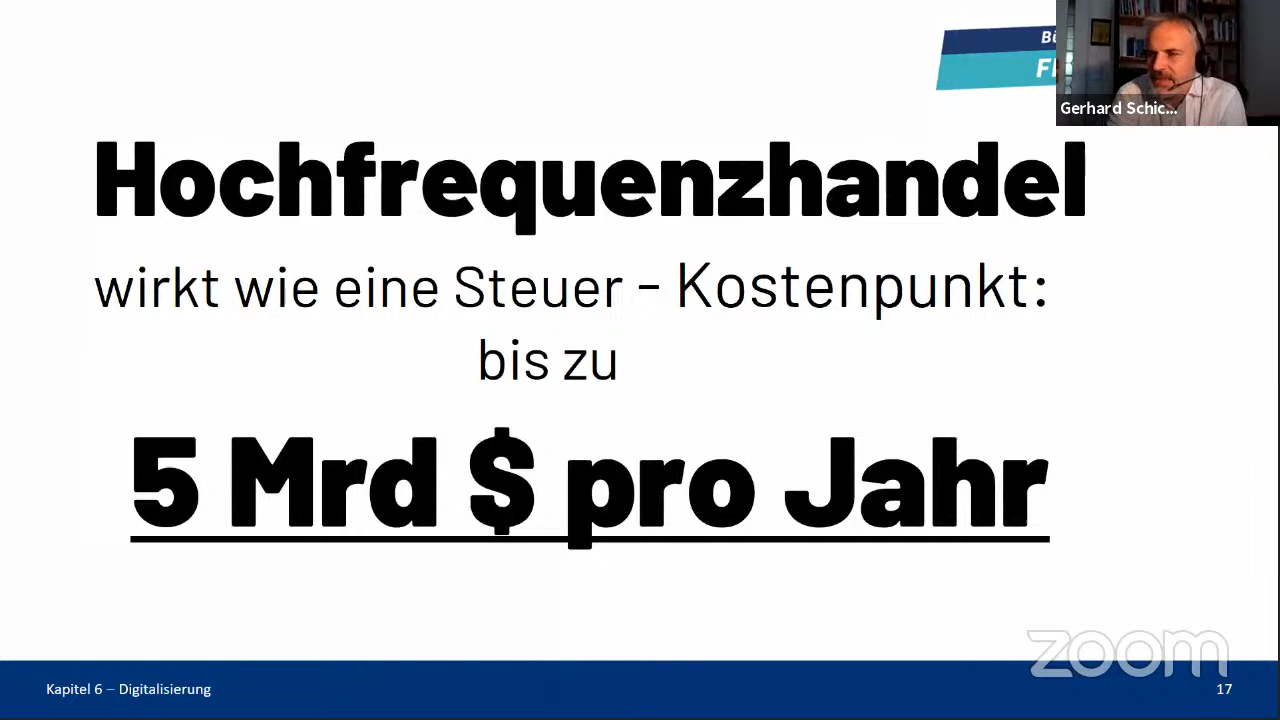 Gerhard Schic...
Hochfrequenzhandel
wirkt wie eine Steuer - Kostenpunkt:
bis zu
5 Mrd $ pro Jahr
zoom
Kapitel 6 – Digitalisierung
17